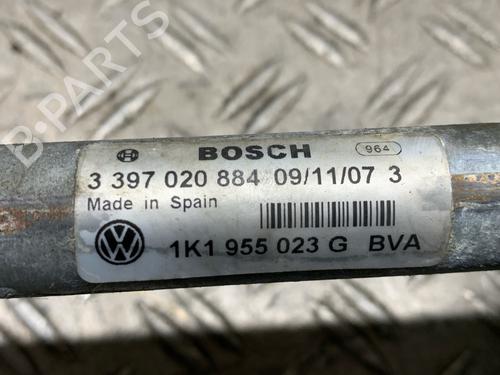 BOSCH 964
3 397 020 884 09/11/07 3
Made in Spain
1K1 955 023 G BVA
B-PARTS